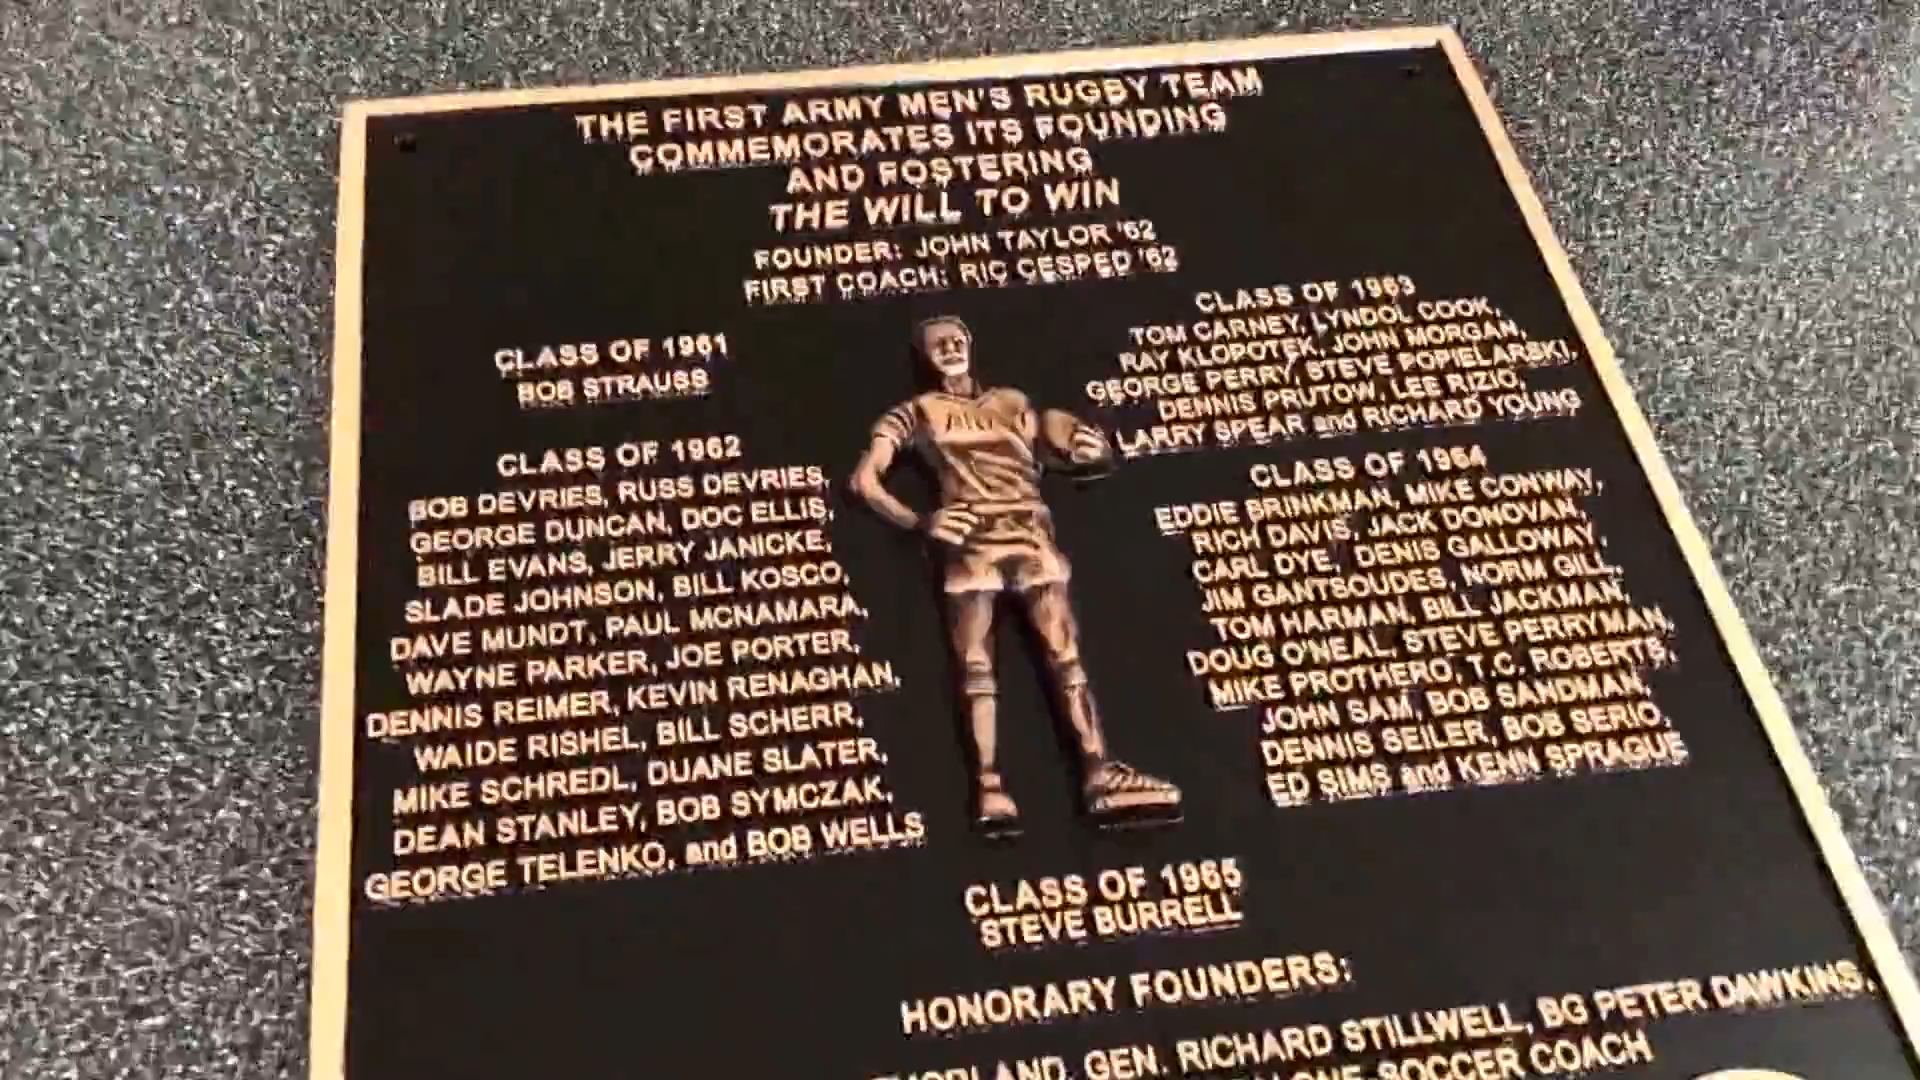 THE FIRST ARMY MEN'S RUGBY TEAM
COMMEMORATES ITS FOUNDING
AND FOSTERING
THE WILL TO WIN
FOUNDER: JOHN TAYLOR '62
FIRST COACH: RIC CESPED '62
CLASS OF 1961
BOB STRAUSS
CLASS OF 1962
BOB DEVRIES, RUSS DEVRIES,
GEORGE DUNCAN, DOC ELLIS,
BILL EVANS, JERRY JANICKE,
SLADE JOHNSON, BILL KOSCO,
DAVE MUNDT, PAUL MCNAMARA,
WAYNE PARKER, JOE PORTER,
DENNIS REIMER, KEVIN RENAGHAN,
WAIDE RISHEL, BILL SCHERR,
MIKE SCHREDL, DUANE SLATER,
DEAN STANLEY, BOB SYMCZAK,
GEORGE TELENKO, and BOB WELLS
CLASS OF 1963
TOM CARNEY, LYNDOL COOK,
RAY KLOPOTEK, JOHN MORGAN,
GEORGE PERRY, STEVE POPIELARSKI,
DENNIS PRUTOW, LEE RIZIO,
LARRY SPEAR and RICHARD YOUNG
CLASS OF 1964
EDDIE BRINKMAN, MIKE CONWAY,
RICH DAVIS, JACK DONOVAN,
CARL DYE, DENIS GALLOWAY,
JIM GANTSOUDES, NORM GILL,
TOM HARMAN, BILL JACKMAN,
DOUG O'NEAL, STEVE PERRYMAN,
MIKE PROTHERO, T.C. ROBERTS,
JOHN SAM, BOB SANDMAN,
DENNIS SEILER, BOB SERIO,
ED SIMS and KENN SPRAGUE
CLASS OF 1965
STEVE BURRELL
HONORARY FOUNDERS:
GEN. RICHARD STILLWELL, BG PETER DAWKINS,
SOCCER COACH